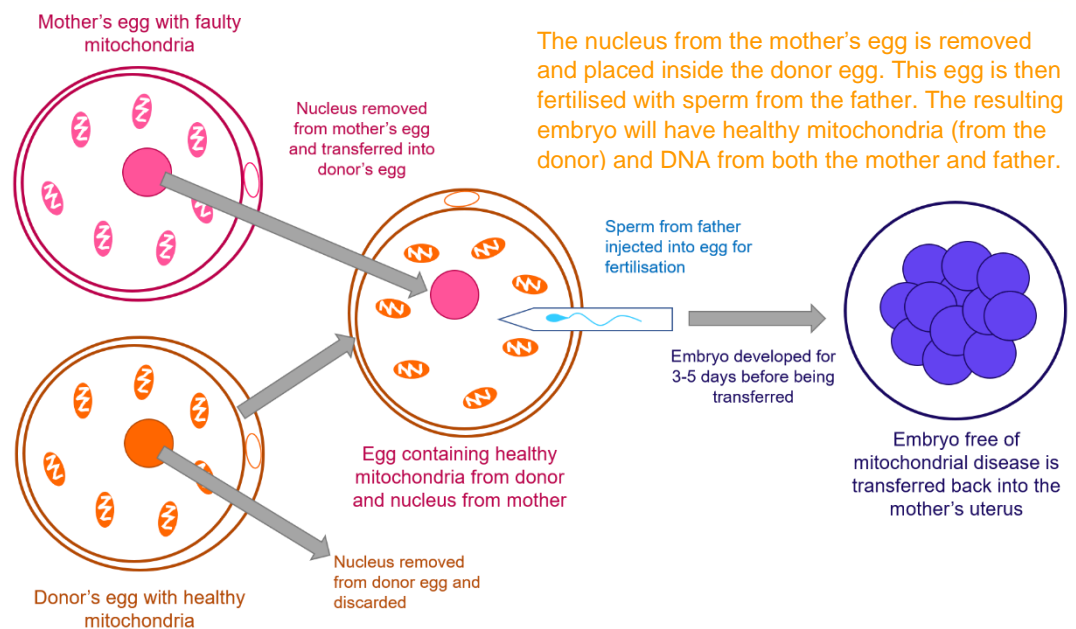 Mother’s egg with faulty
mitochondria
The nucleus from the mother’s egg is removed
and placed inside the donor egg. This egg is then
fertilised with sperm from the father. The resulting
embryo will have healthy mitochondria (from the
donor) and DNA from both the mother and father.
Nucleus removed
from mother’s egg
and transferred into
donor’s egg
Sperm from father
injected into egg for
fertilisation
Embryo developed for
3-5 days before being
transferred
Egg containing healthy
mitochondria from donor
and nucleus from mother
Embryo free of
mitochondrial disease is
transferred back into the
mother’s uterus
Nucleus removed
from donor egg and
discarded
Donor’s egg with healthy
mitochondria